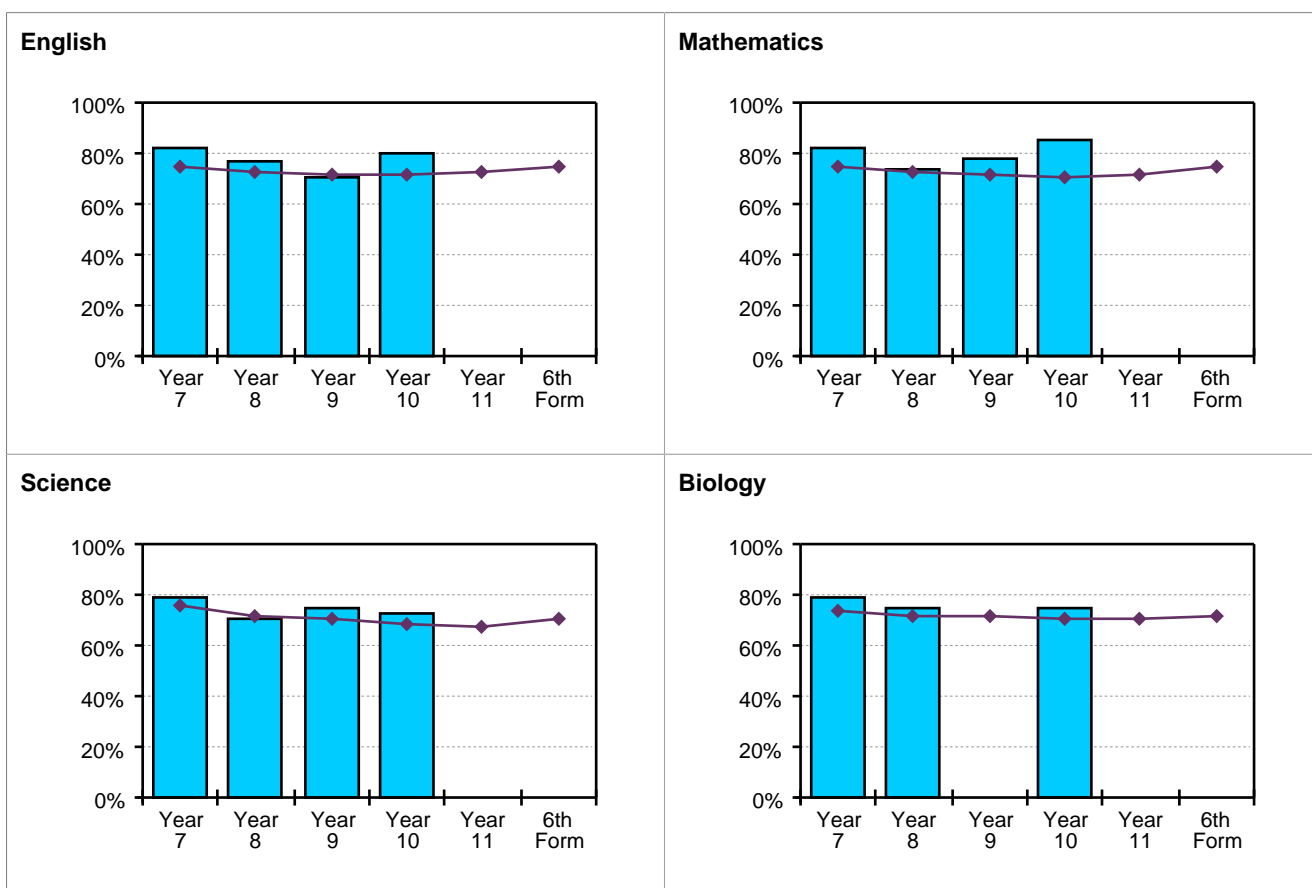 English
100%
80%
60%
40%
20%
0%
Year
7
Year
8
Year
9
Year
10
Year
11
6th
Form
Mathematics
100%
80%
60%
40%
20%
0%
Year
7
Year
8
Year
9
Year
10
Year
11
6th
Form
Science
100%
80%
60%
40%
20%
0%
Year
7
Year
8
Year
9
Year
10
Year
11
6th
Form
Biology
100%
80%
60%
40%
20%
0%
Year
7
Year
8
Year
9
Year
10
Year
11
6th
Form